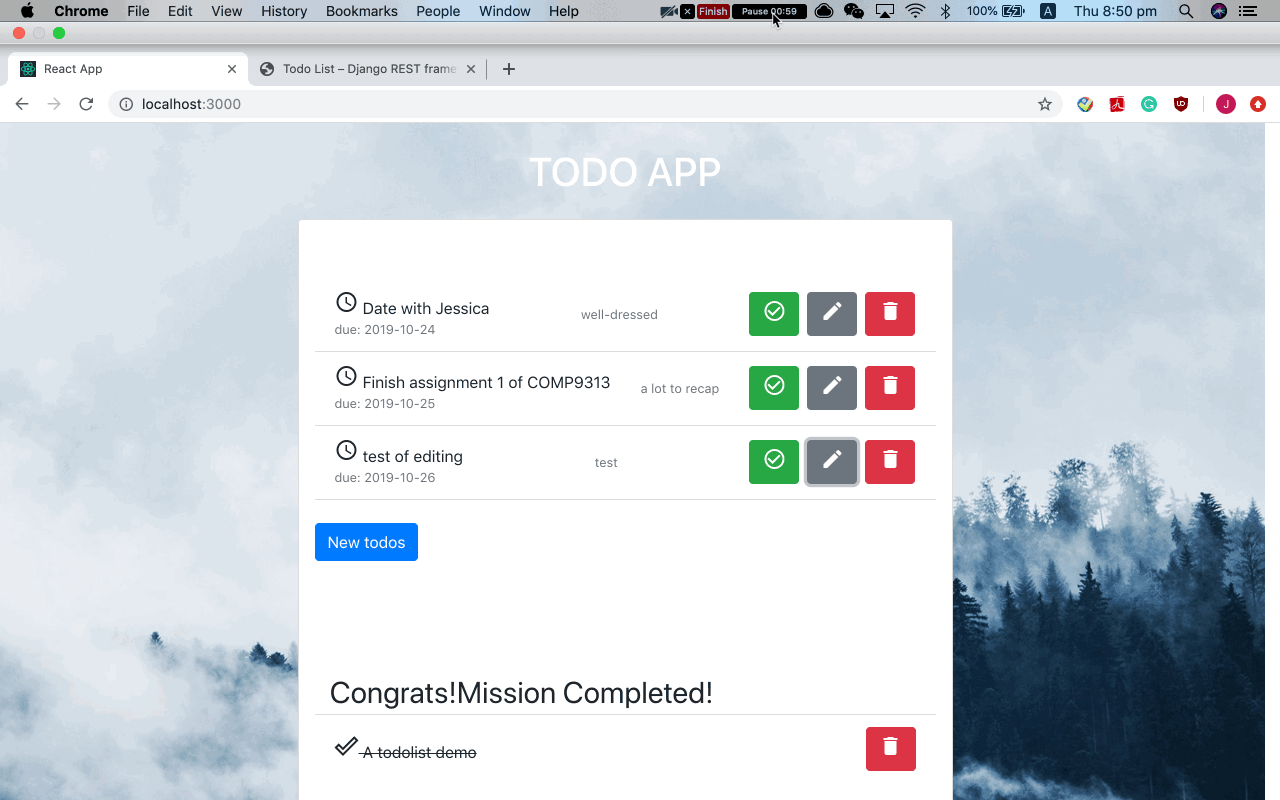 Chrome File Edit View History Bookmarks People Window Help Finish Pause 00:59 100% A Thu 8:50 pm
React App Todo List – Django REST frame
localhost:3000 J
TODO APP
Date with Jessica well-dressed
due: 2019-10-24
Finish assignment 1 of COMP9313 a lot to recap
due: 2019-10-25
test of editing test
due: 2019-10-26
New todos
Congrats!Mission Completed!
A todolist demo